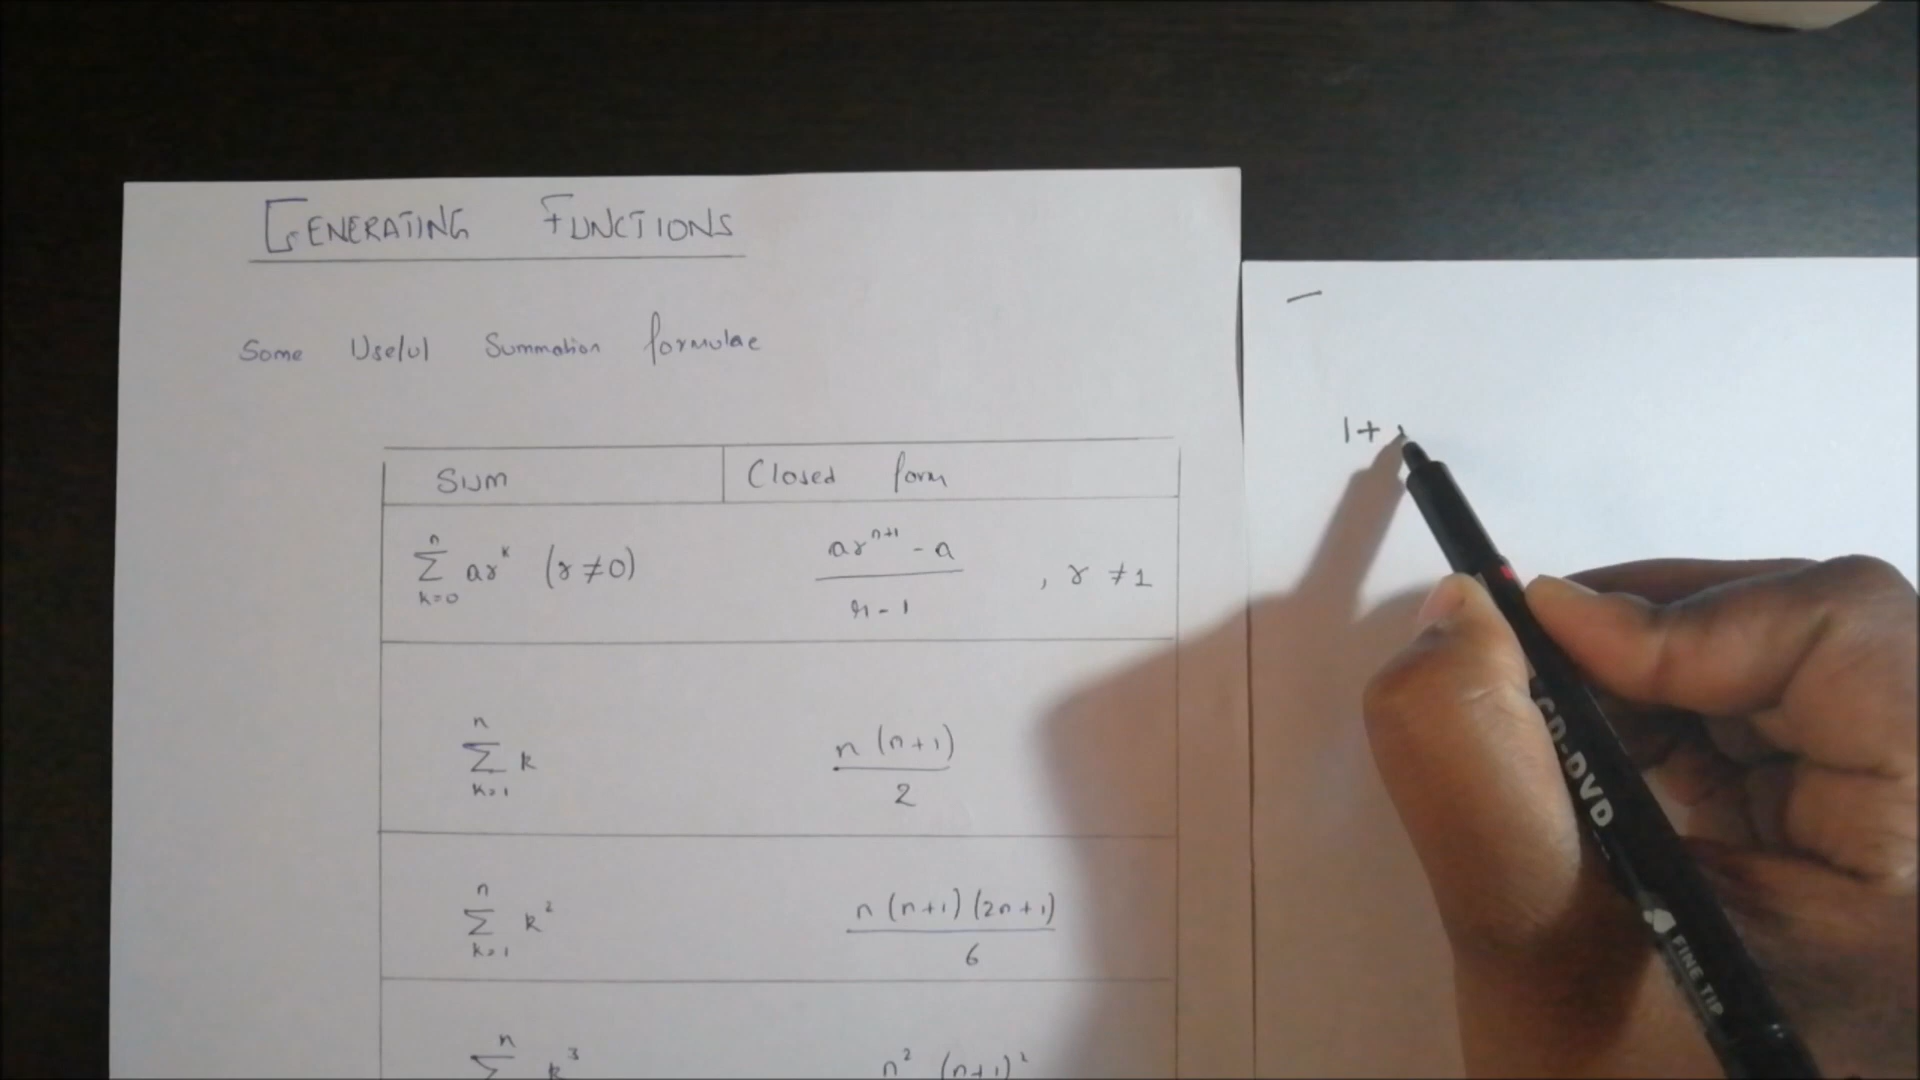 GENERATING FUNCTIONS
Some Useful Summation formulae
Sum Closed form
n
∑ ar^k (r ≠ 0)
k=0
ar^(n+1) - a
r - 1
, r ≠ 1
n
∑ k
k=1
n (n+1)
2
n
∑ k²
k=1
n (n+1) (2n+1)
6
n
∑ k³
n² (n+1)²
1+
CD-DVD
FINE TIP